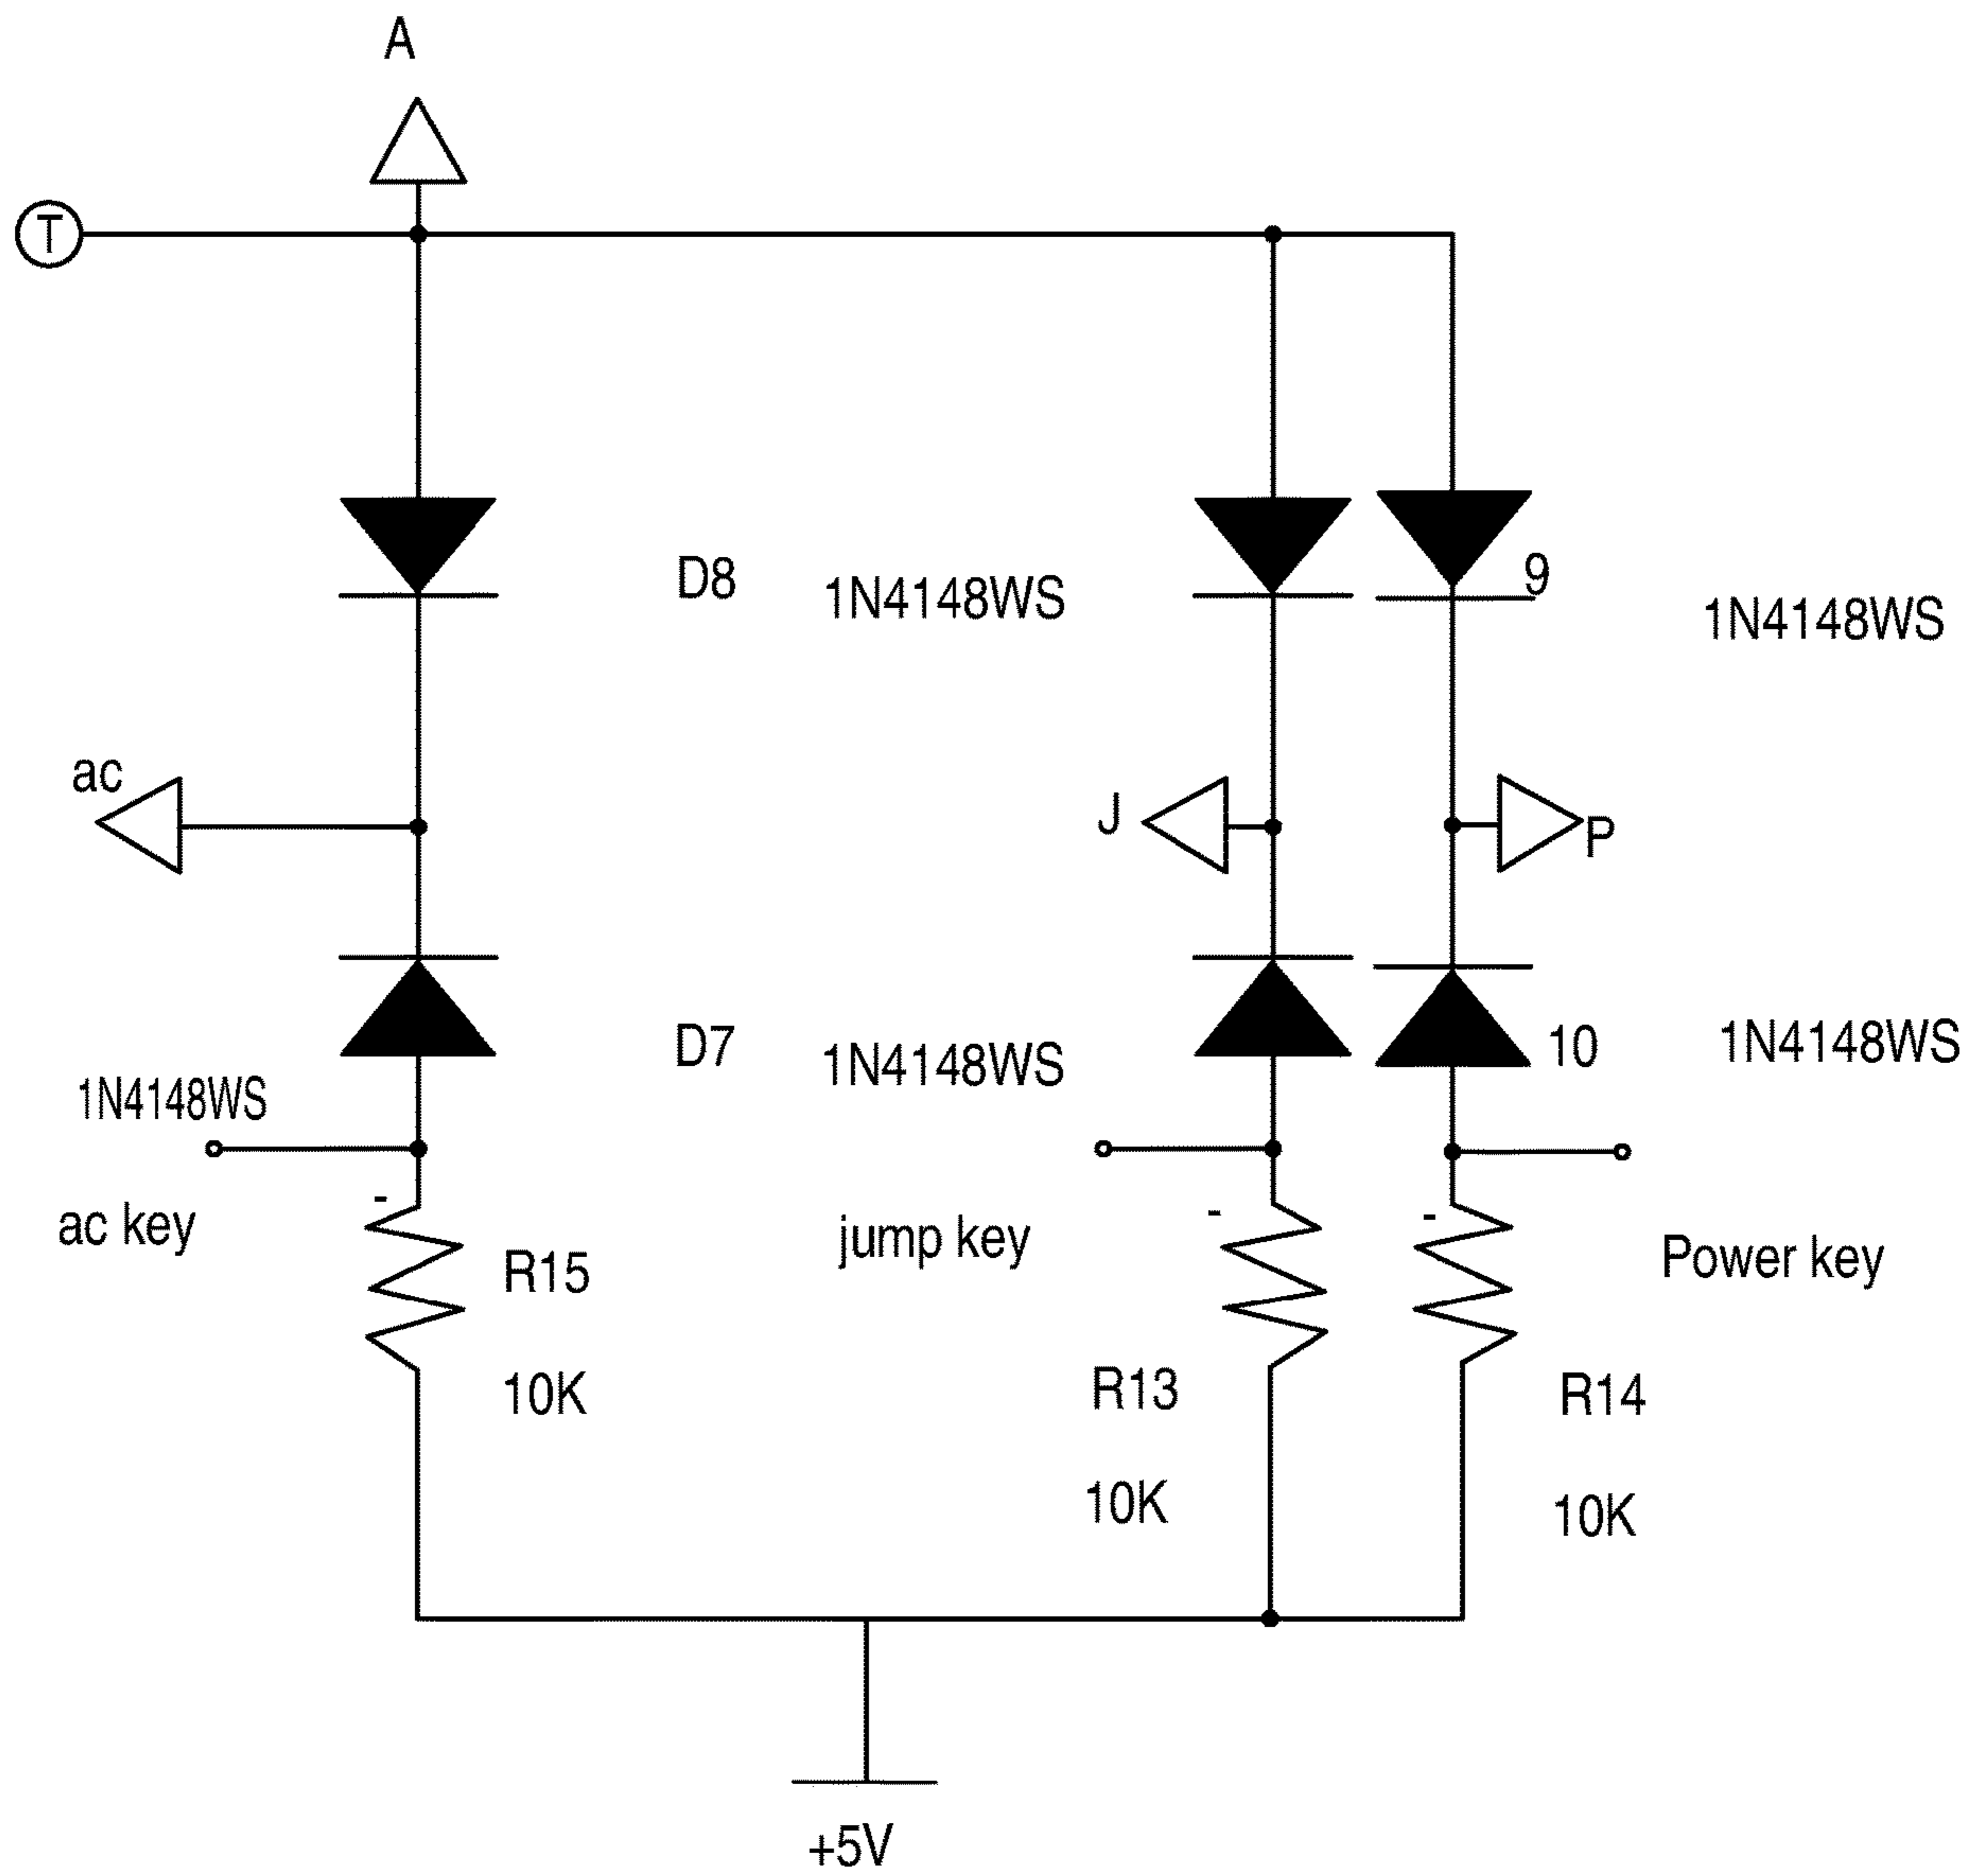 A
T
D8
1N4148WS
9
1N4148WS
ac
J
P
D7
1N4148WS
10
1N4148WS
1N4148WS
ac key
jump key
Power key
-
-
-
R15
10K
R13
10K
R14
10K
+5V